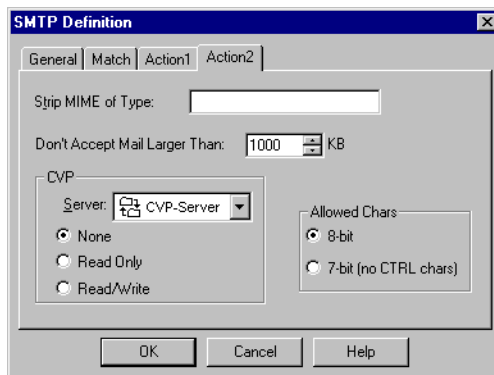 SMTP Definition
General Match Action1 Action2
Strip MIME of Type:
Don't Accept Mail Larger Than: 1000 KB
CVP
Server: CVP-Server
None
Read Only
Read/Write
Allowed Chars
8-bit
7-bit (no CTRL chars)
OK Cancel Help